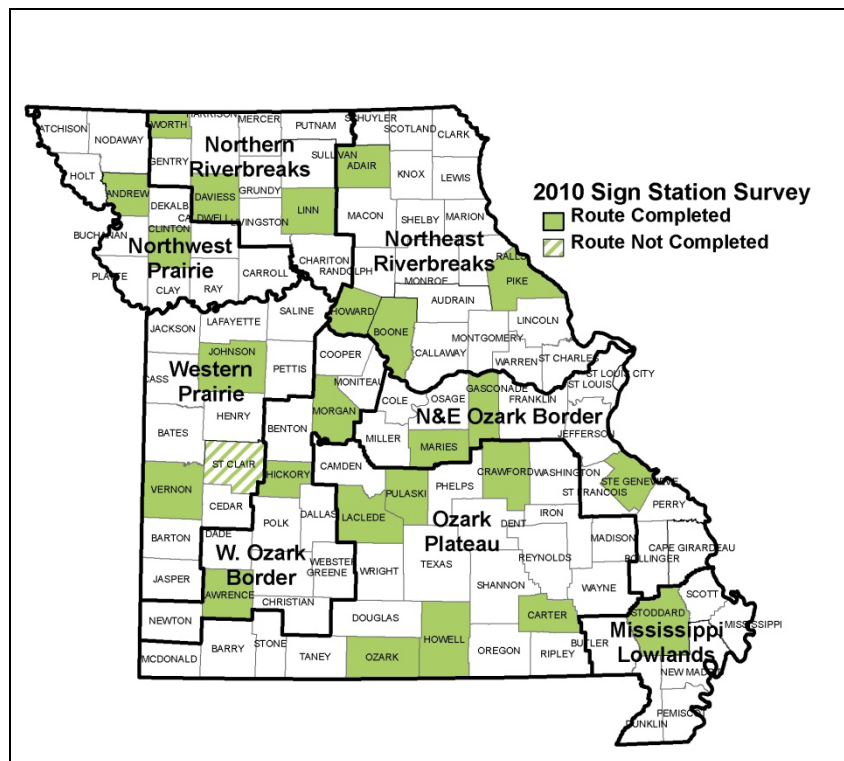 2010 Sign Station Survey
Route Completed
Route Not Completed
Northern
Riverbreaks
Northwest
Prairie
Northeast
Riverbreaks
Western
Prairie
N&E Ozark Border
W. Ozark
Border
Ozark
Plateau
Mississippi
Lowlands
ATCHISON
NODAWAY
WORTH
HARRISON
MERCER
PUTNAM
SCHUYLER
SCOTLAND
CLARK
HOLT
GENTRY
SULLIVAN
ADAIR
KNOX
LEWIS
ANDREW
DEKALB
DAVIESS
GRUNDY
LINN
MACON
SHELBY
MARION
BUCHANAN
CLINTON
CALDWELL
LIVINGSTON
CHARITON
RANDOLPH
MONROE
RALLS
PIKE
PLATTE
CLAY
RAY
CARROLL
AUDRAIN
HOWARD
BOONE
CALLAWAY
MONTGOMERY
LINCOLN
WARREN
ST CHARLES
JACKSON
LAFAYETTE
SALINE
COOPER
ST LOUIS CITY
ST LOUIS
CASS
JOHNSON
PETTIS
MONITEAU
COLE
OSAGE
GASCONADE
FRANKLIN
JEFFERSON
BATES
HENRY
BENTON
MORGAN
MILLER
MARIES
VERNON
ST CLAIR
HICKORY
CAMDEN
PULASKI
PHELPS
CRAWFORD
WASHINGTON
ST FRANCOIS
STE GENEVIEVE
PERRY
CEDAR
POLK
DALLAS
LACLEDE
DENT
IRON
MADISON
BOLLINGER
CAPE GIRARDEAU
BARTON
DADE
WEBSTER
GREENE
WRIGHT
TEXAS
REYNOLDS
WAYNE
SCOTT
JASPER
LAWRENCE
CHRISTIAN
DOUGLAS
SHANNON
CARTER
STODDARD
MISSISSIPPI
NEWTON
BARRY
STONE
TANEY
OZARK
HOWELL
OREGON
RIPLEY
BUTLER
NEW MADRID
MCDONALD
DUNKLIN
PEMISCOT